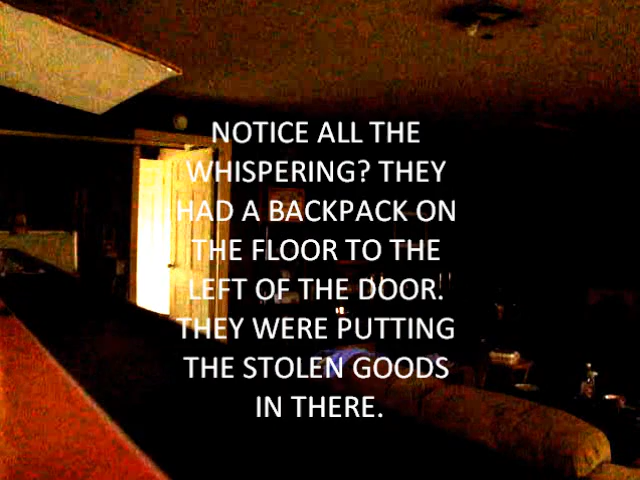 NOTICE ALL THE
WHISPERING? THEY
HAD A BACKPACK ON
THE FLOOR TO THE
LEFT OF THE DOOR.
THEY WERE PUTTING
THE STOLEN GOODS
IN THERE.